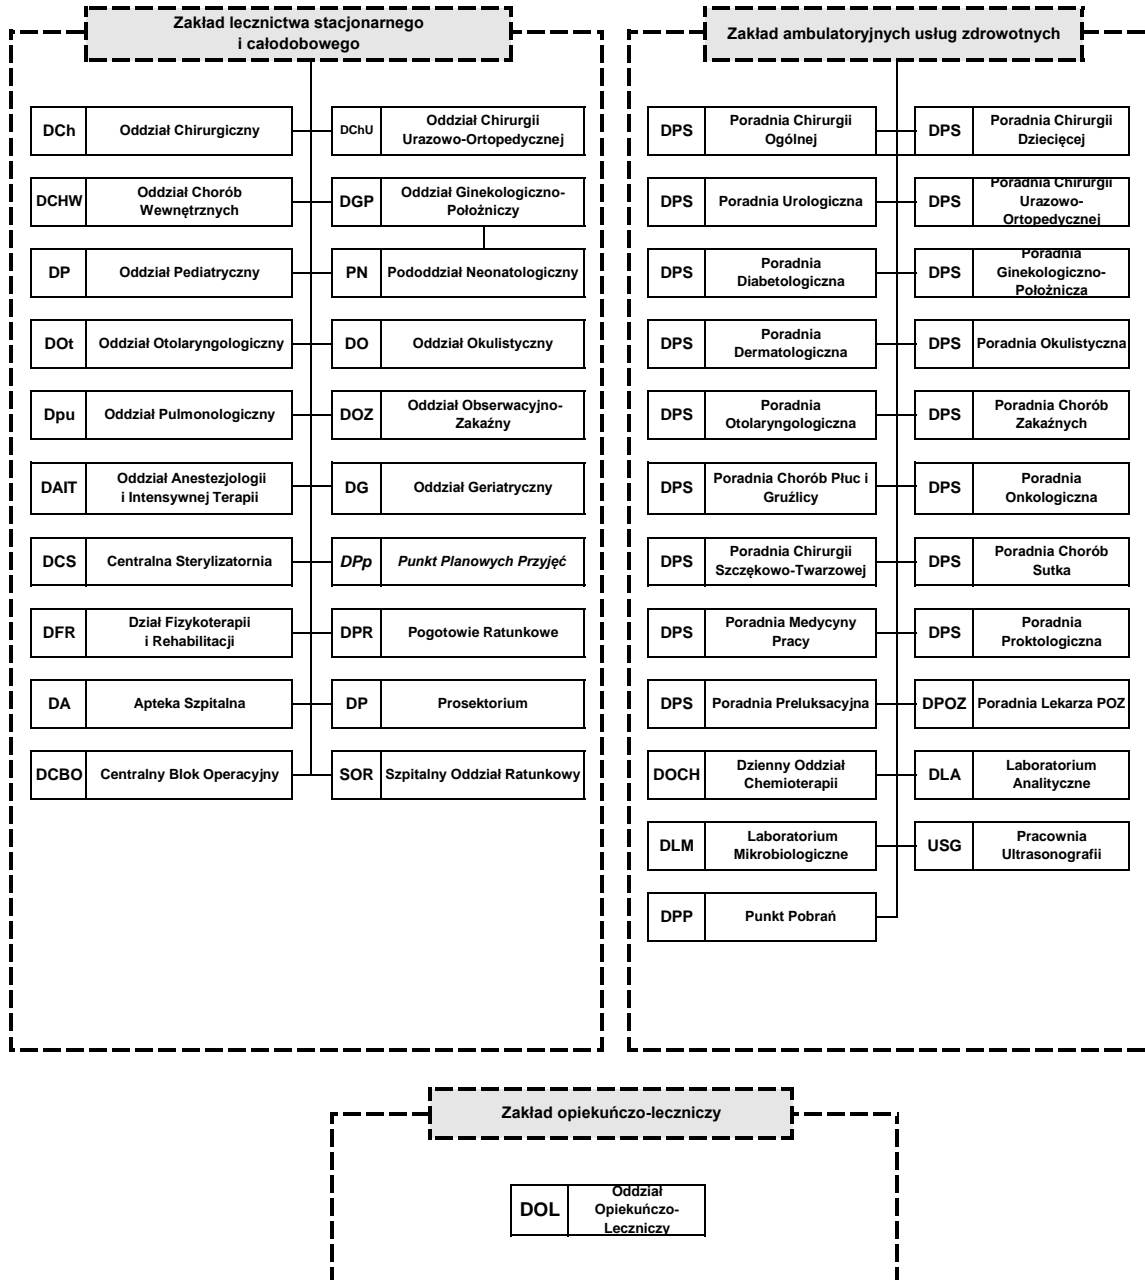 Zakład lecznictwa stacjonarnego
i całodobowego
DCh
Oddział Chirurgiczny
DChU
Oddział Chirurgii
Urazowo-Ortopedycznej
DCHW
Oddział Chorób
Wewnętrznych
DGP
Oddział Ginekologiczno-
Położniczy
DP
Oddział Pediatryczny
PN
Pododdział Neonatologiczny
DOt
Oddział Otolaryngologiczny
DO
Oddział Okulistyczny
Dpu
Oddział Pulmonologiczny
DOZ
Oddział Obserwacyjno-
Zakaźny
DAIT
Oddział Anestezjologii
i Intensywnej Terapii
DG
Oddział Geriatryczny
DCS
Centralna Sterylizatornia
DPp
Punkt Planowych Przyjęć
DFR
Dział Fizykoterapii
i Rehabilitacji
DPR
Pogotowie Ratunkowe
DA
Apteka Szpitalna
DP
Prosektorium
DCBO
Centralny Blok Operacyjny
SOR
Szpitalny Oddział Ratunkowy
Zakład ambulatoryjnych usług zdrowotnych
DPS
Poradnia Chirurgii
Ogólnej
DPS
Poradnia Chirurgii
Dziecięcej
DPS
Poradnia Urologiczna
DPS
Poradnia Chirurgii
Urazowo-
Ortopedycznej
DPS
Poradnia
Diabetologiczna
DPS
Poradnia
Ginekologiczno-
Położnicza
DPS
Poradnia
Dermatologiczna
DPS
Poradnia Okulistyczna
DPS
Poradnia
Otolaryngologiczna
DPS
Poradnia Chorób
Zakaźnych
DPS
Poradnia Chorób Płuc i
Gruźlicy
DPS
Poradnia
Onkologiczna
DPS
Poradnia Chirurgii
Szczękowo-Twarzowej
DPS
Poradnia Chorób
Sutka
DPS
Poradnia Medycyny
Pracy
DPS
Poradnia
Proktologiczna
DPS
Poradnia Preluksacyjna
DPOZ
Poradnia Lekarza POZ
DOCH
Dzienny Oddział
Chemioterapii
DLA
Laboratorium
Analityczne
DLM
Laboratorium
Mikrobiologiczne
USG
Pracownia
Ultrasonografii
DPP
Punkt Pobrań
Zakład opiekuńczo-leczniczy
DOL
Oddział
Opiekuńczo-
Leczniczy